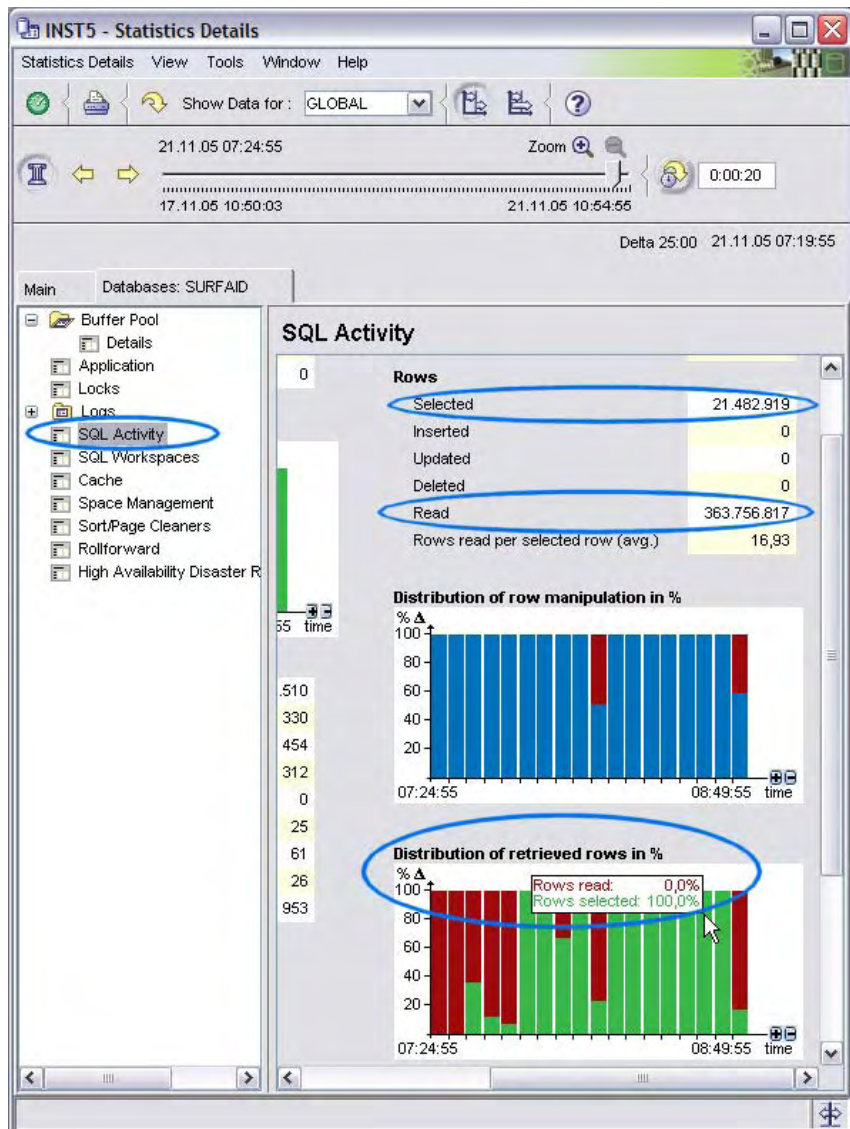 INST5 - Statistics Details
Statistics Details View Tools Window Help
Show Data for : GLOBAL
21.11.05 07:24:55 Zoom
0:00:20
17.11.05 10:50:03 21.11.05 10:54:55
Delta 25:00 21.11.05 07:19:55
Main Databases: SURFAID
Buffer Pool
Details
Application
Locks
Logs
SQL Activity
SQL Workspaces
Cache
Space Management
Sort/Page Cleaners
Rollforward
High Availability Disaster R
SQL Activity
0
55 time
.510
330
454
312
0
25
61
26
953
Rows
Selected 21.482.919
Inserted 0
Updated 0
Deleted 0
Read 363.756.817
Rows read per selected row (avg.) 16,93
Distribution of row manipulation in %
% Δ
100
80
60
40
20
07:24:55 08:49:55 time
Distribution of retrieved rows in %
% Δ
100
Rows read: 0,0%
Rows selected: 100,0%
80
60
40
20
07:24:55 08:49:55 time